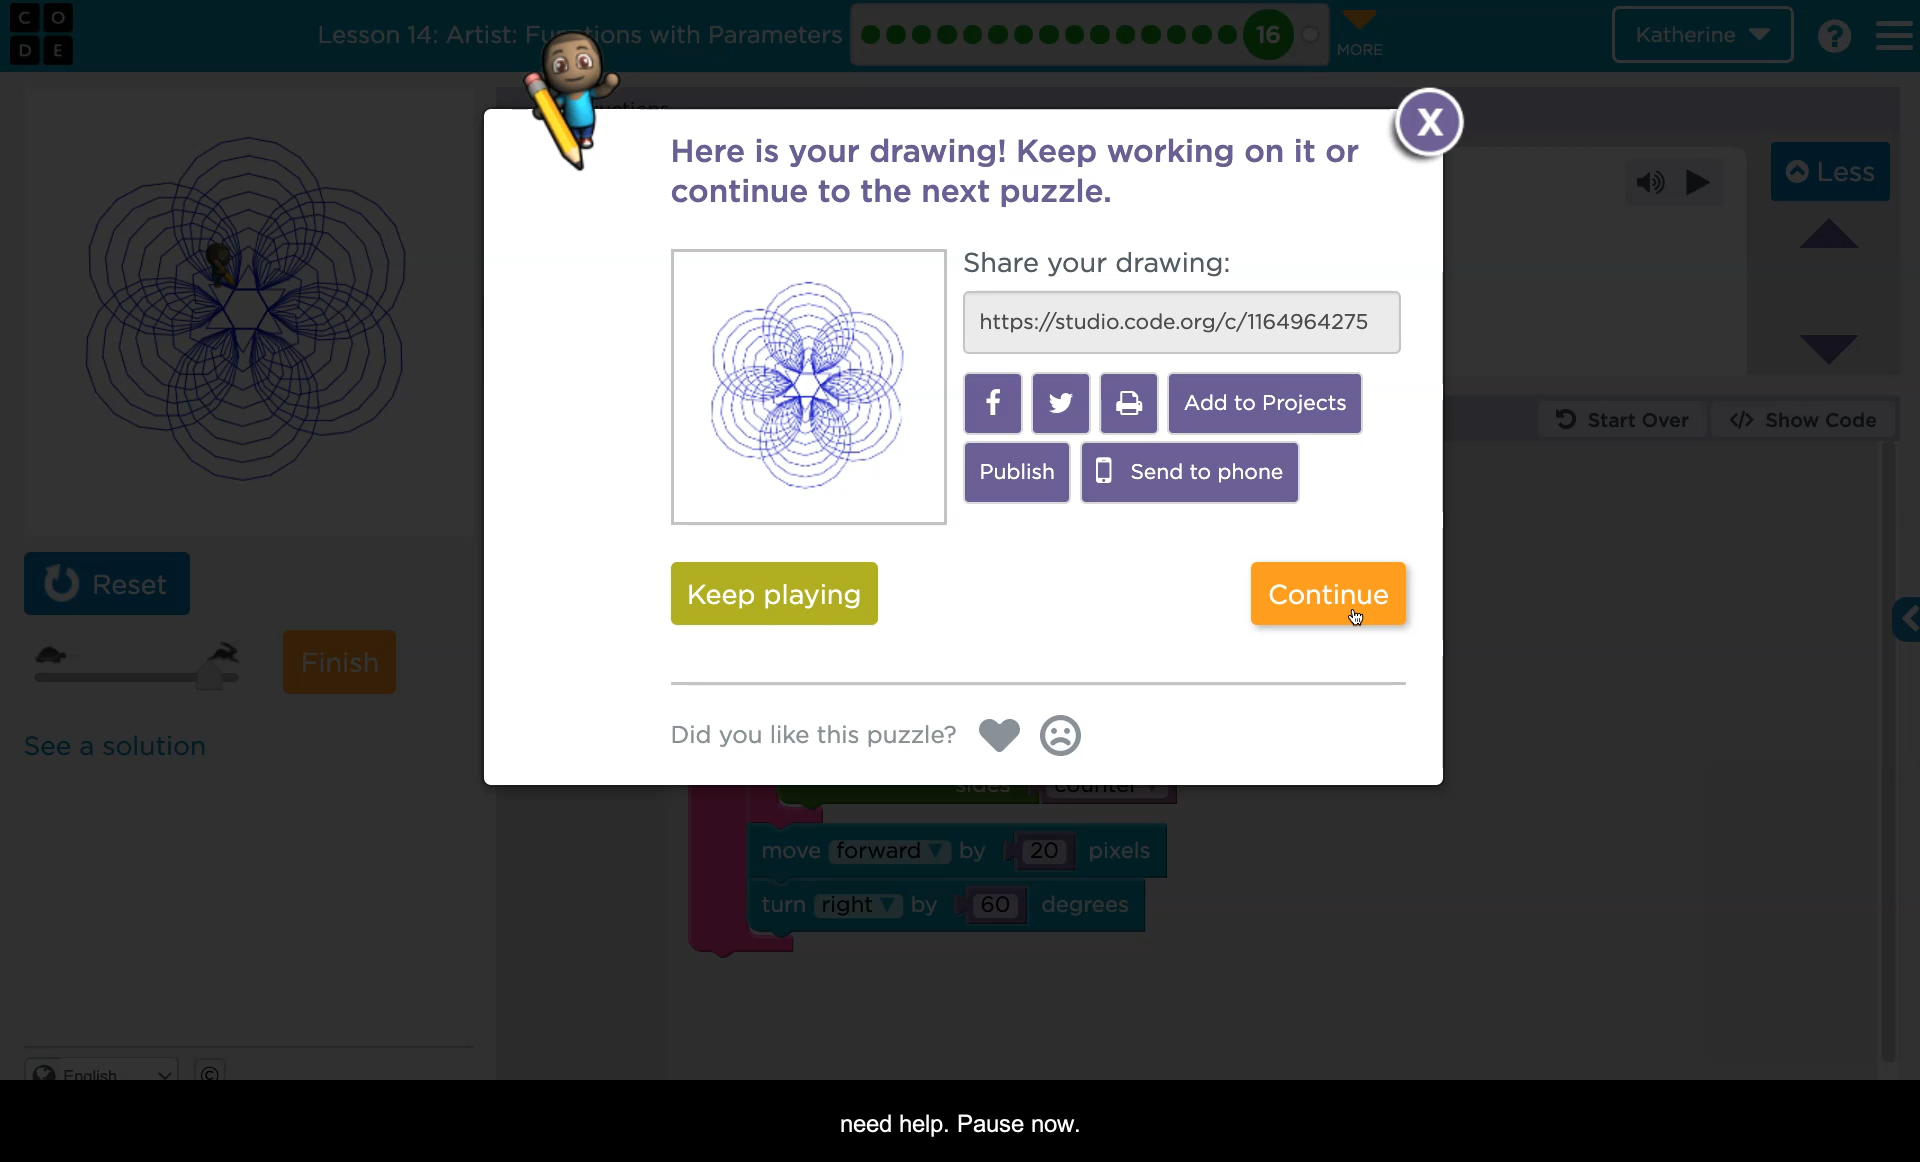 C O
D E
Lesson 14: Artist: Functions with Parameters
16
MORE
Katherine
?
X
Here is your drawing! Keep working on it or
continue to the next puzzle.
Less
Share your drawing:
https://studio.code.org/c/1164964275
f
Add to Projects
Publish
Send to phone
Start Over
</> Show Code
Reset
Keep playing
Continue
Finish
Did you like this puzzle?
See a solution
sides counter
move forward by 20 pixels
turn right by 60 degrees
English
©
need help. Pause now.